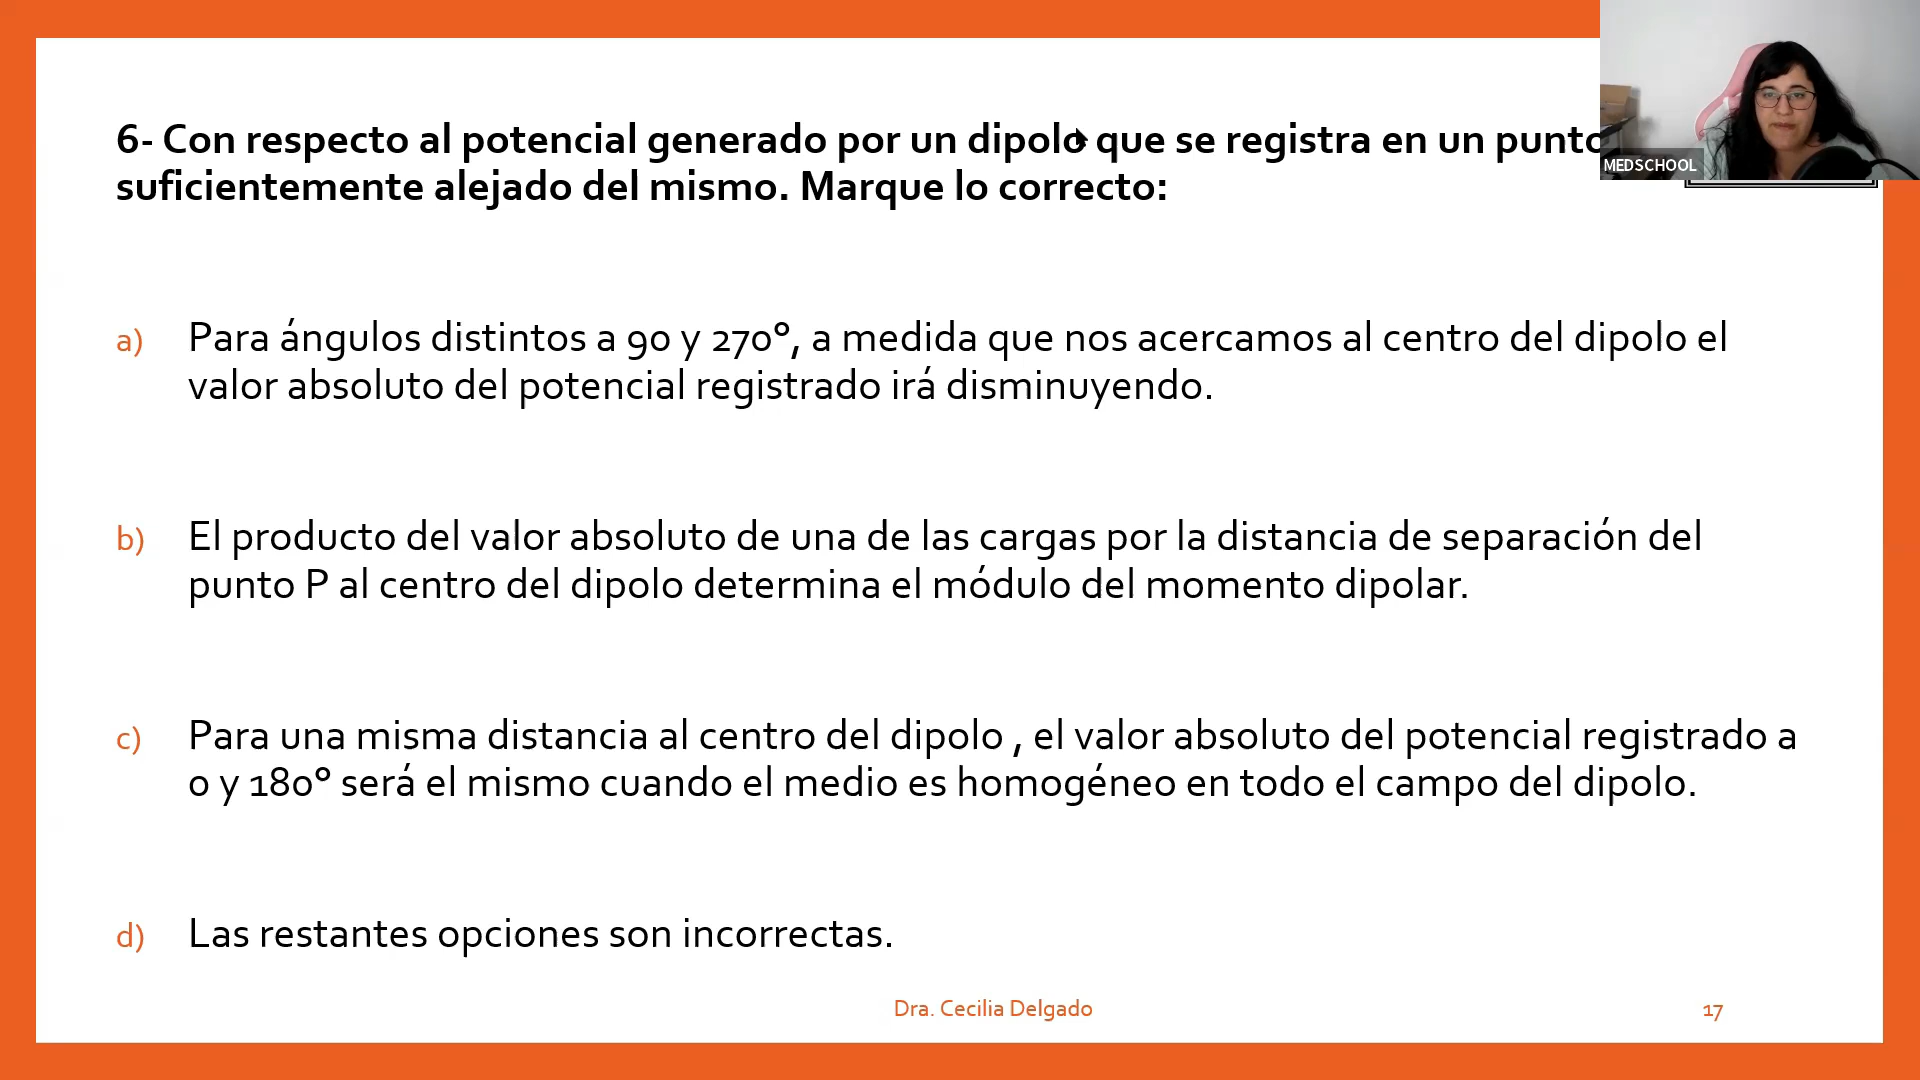 6- Con respecto al potencial generado por un dipolo que se registra en un punto
suficientemente alejado del mismo. Marque lo correcto:
MEDSCHOOL
a) Para ángulos distintos a 90 y 270°, a medida que nos acercamos al centro del dipolo el
valor absoluto del potencial registrado irá disminuyendo.
b) El producto del valor absoluto de una de las cargas por la distancia de separación del
punto P al centro del dipolo determina el módulo del momento dipolar.
c) Para una misma distancia al centro del dipolo , el valor absoluto del potencial registrado a
0 y 180° será el mismo cuando el medio es homogéneo en todo el campo del dipolo.
d) Las restantes opciones son incorrectas.
Dra. Cecilia Delgado
17